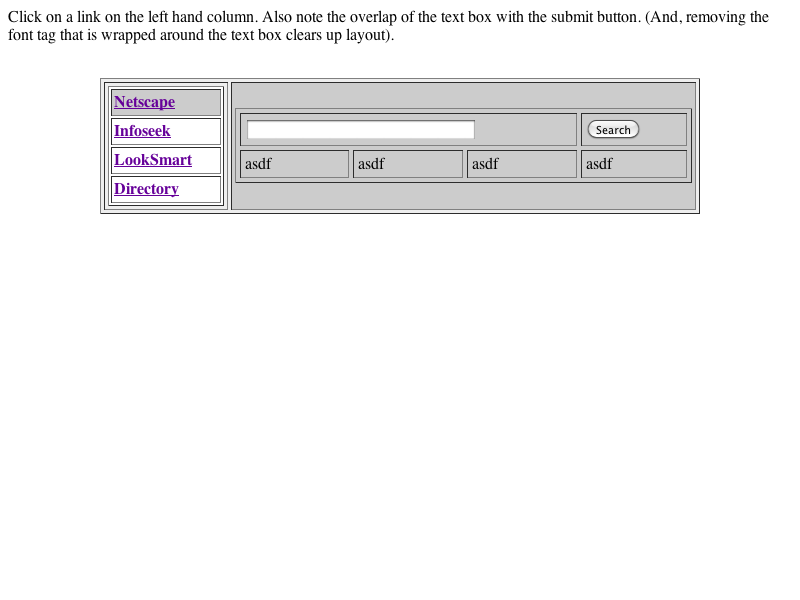 Click on a link on the left hand column. Also note the overlap of the text box with the submit button. (And, removing the
font tag that is wrapped around the text box clears up layout).
Netscape
Infoseek
LookSmart
Directory
Search
asdf asdf asdf asdf